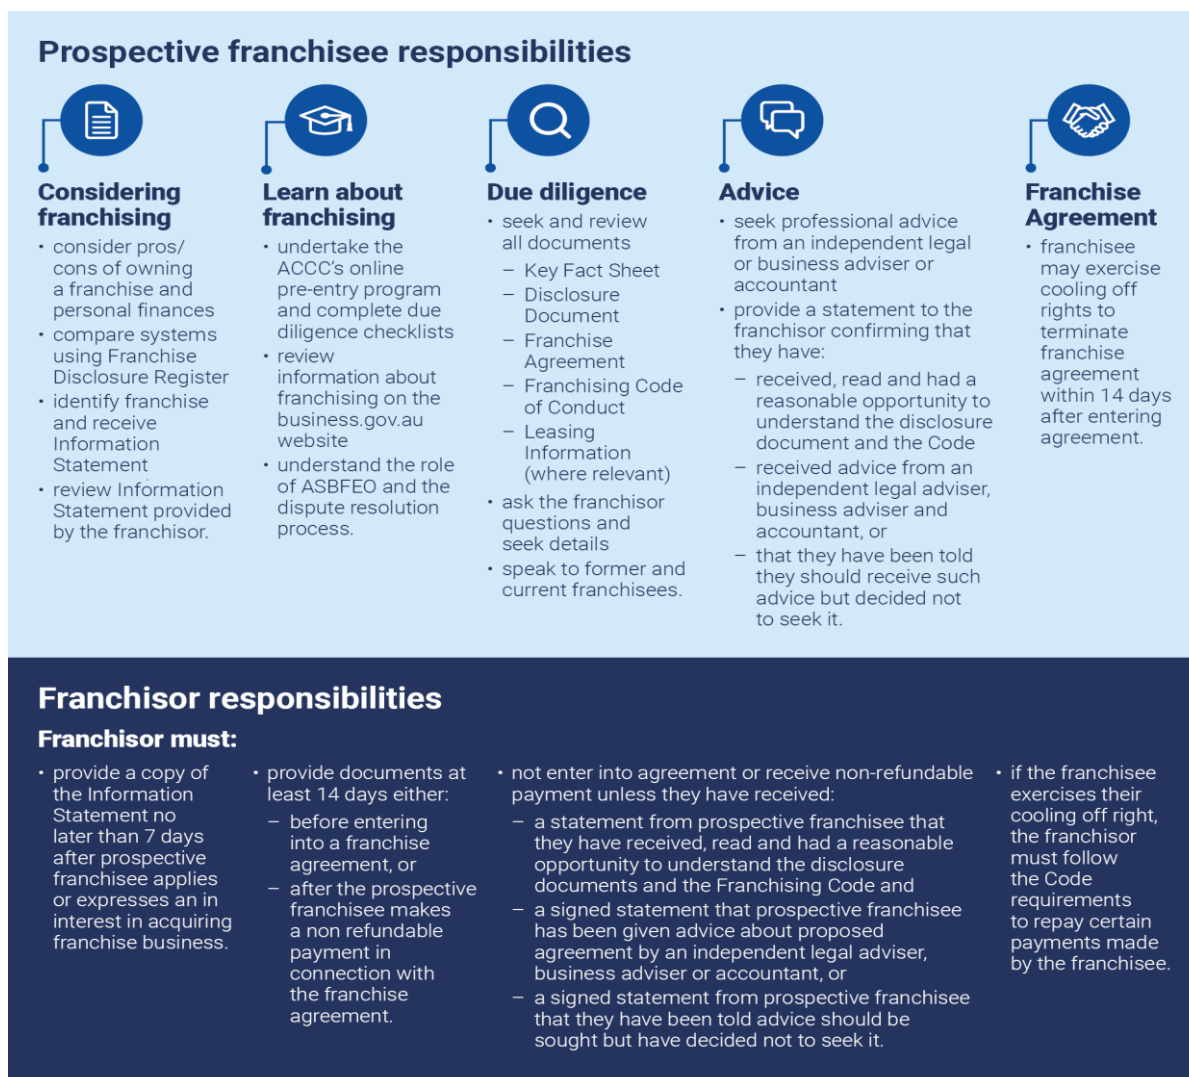 Prospective franchisee responsibilities
Considering
franchising
• consider pros/
cons of owning
a franchise and
personal finances
• compare systems
using Franchise
Disclosure Register
• identify franchise
and receive
Information
Statement
• review Information
Statement provided
by the franchisor.
Learn about
franchising
• undertake the
ACCC's online
pre-entry program
and complete due
diligence checklists
• review
information about
franchising on the
business.gov.au
website
• understand the role
of ASBFEO and the
dispute resolution
process.
Due diligence
• seek and review
all documents
– Key Fact Sheet
– Disclosure
Document
– Franchise
Agreement
– Franchising Code
of Conduct
– Leasing
Information
(where relevant)
• ask the franchisor
questions and
seek details
• speak to former and
current franchisees.
Advice
• seek professional advice
from an independent legal
or business adviser or
accountant
• provide a statement to the
franchisor confirming that
they have:
– received, read and had a
reasonable opportunity to
understand the disclosure
document and the Code
– received advice from an
independent legal adviser,
business adviser and
accountant, or
– that they have been told
they should receive such
advice but decided not
to seek it.
Franchise
Agreement
• franchisee
may exercise
cooling off
rights to
terminate
franchise
agreement
within 14 days
after entering
agreement.
Franchisor responsibilities
Franchisor must:
• provide a copy of
the Information
Statement no
later than 7 days
after prospective
franchisee applies
or expresses an in
interest in acquiring
franchise business.
• provide documents at
least 14 days either:
– before entering
into a franchise
agreement, or
– after the prospective
franchisee makes
a non refundable
payment in
connection with
the franchise
agreement.
• not enter into agreement or receive non-refundable
payment unless they have received:
– a statement from prospective franchisee that
they have received, read and had a reasonable
opportunity to understand the disclosure
documents and the Franchising Code and
– a signed statement that prospective franchisee
has been given advice about proposed
agreement by an independent legal adviser,
business adviser or accountant, or
– a signed statement from prospective franchisee
that they have been told advice should be
sought but have decided not to seek it.
• if the franchisee
exercises their
cooling off right,
the franchisor
must follow
the Code
requirements
to repay certain
payments made
by the franchisee.